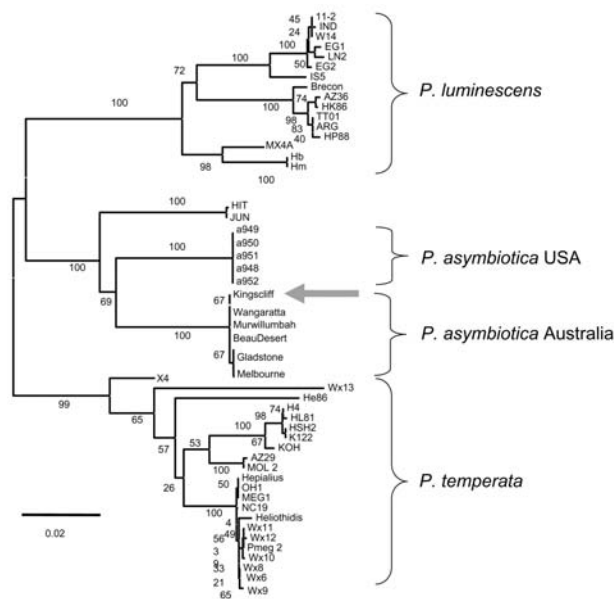 45 11-2
24 IND
W14
100 EG1
LN2
50 EG2
100 IS5
72
Brecon
100 74 AZ36
HK86
98 TT01
83 ARG
40 HP88
P. luminescens
100
MX4A
98 Hb
Hm
100
100 HIT
JUN
a949
100 a950
a951
a948
a952
P. asymbiotica USA
100
69
67 Kingscliff
Wangaratta
100 Murwillumbah
BeauDesert
67 Gladstone
Melbourne
P. asymbiotica Australia
99
X4
Wx13
65
He86
57
98 74 H4
HL81
100 HSH2
67 K122
KOH
53
AZ29
100 MOL 2
26
Hepialius
50 OH1
MEG1
100 NC19
4 Heliothidis
49 Wx11
56 Wx12
3 Pmeg 2
Wx10
33 Wx8
21 Wx6
65 Wx9
P. temperata
0.02